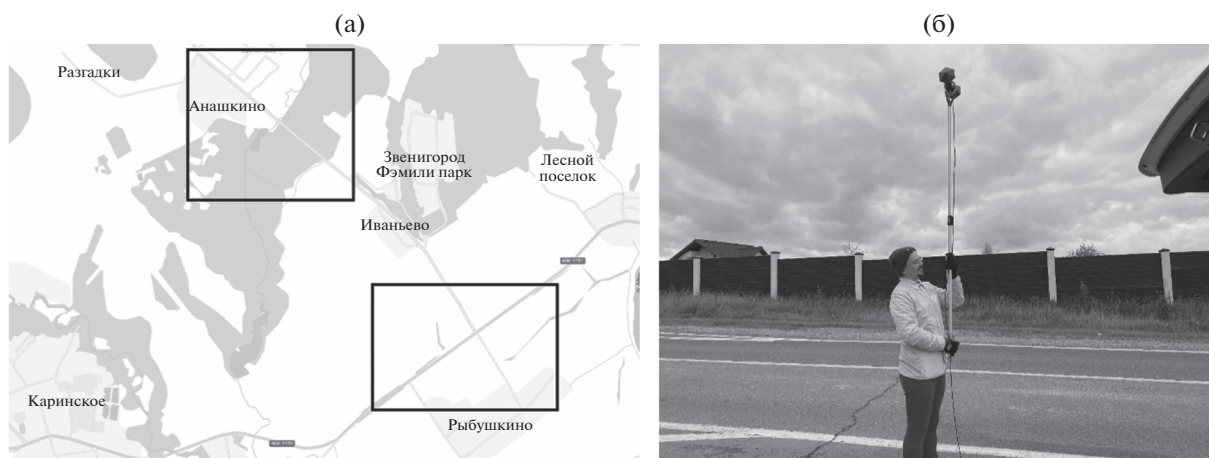 (а)
(б)
Разгадки
Анашкино
Звенигород
Фэмили парк
Лесной
поселок
Иваньево
Каринское
Рыбушкино